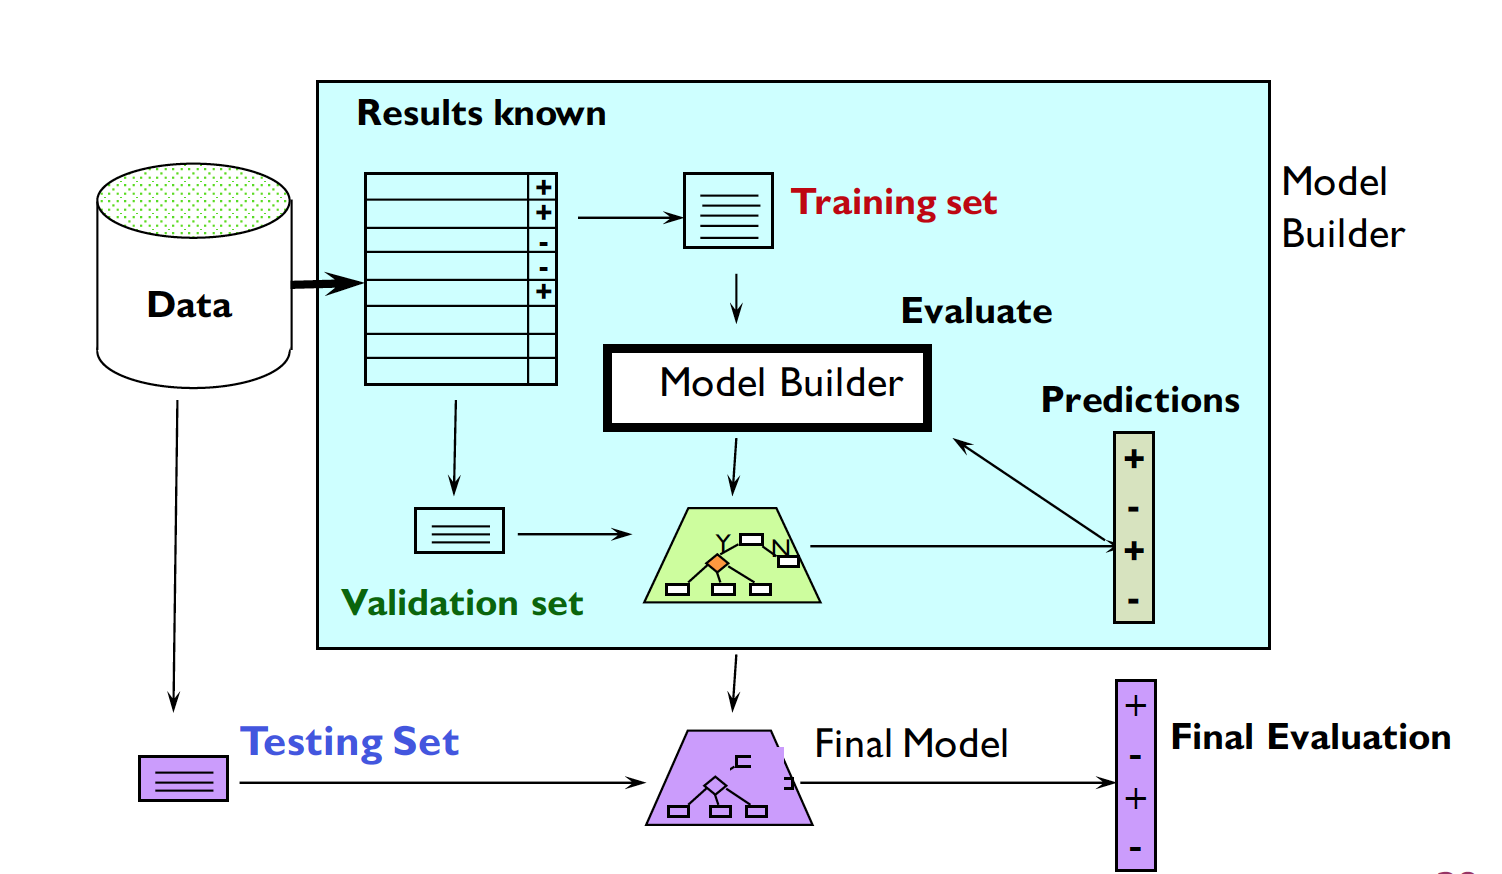 Results known
Model
Builder
+
+
-
-
+
Training set
Data
Evaluate
Model Builder
Predictions
+
-
+
-
Y
N
Validation set
Testing Set
Final Model
+
-
+
-
Final Evaluation